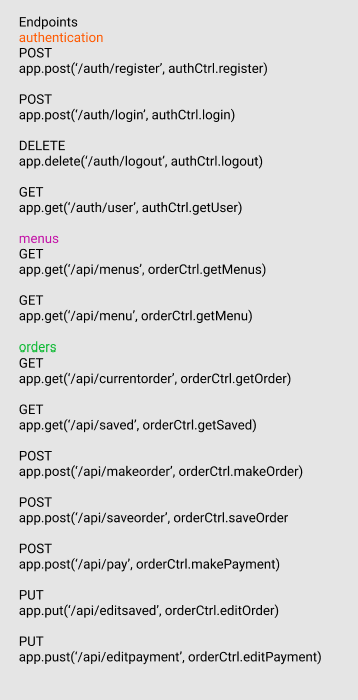 Endpoints
authentication
POST
app.post(‘/auth/register’, authCtrl.register)
POST
app.post(‘/auth/login’, authCtrl.login)
DELETE
app.delete(‘/auth/logout’, authCtrl.logout)
GET
app.get(‘/auth/user’, authCtrl.getUser)
menus
GET
app.get(‘/api/menus’, orderCtrl.getMenus)
GET
app.get(‘/api/menu’, orderCtrl.getMenu)
orders
GET
app.get(‘/api/currentorder’, orderCtrl.getOrder)
GET
app.get(‘/api/saved’, orderCtrl.getSaved)
POST
app.post(‘/api/makeorder’, orderCtrl.makeOrder)
POST
app.post(‘/api/saveorder’, orderCtrl.saveOrder
POST
app.post(‘/api/pay’, orderCtrl.makePayment)
PUT
app.put(‘/api/editsaved’, orderCtrl.editOrder)
PUT
app.pust(‘/api/editpayment’, orderCtrl.editPayment)